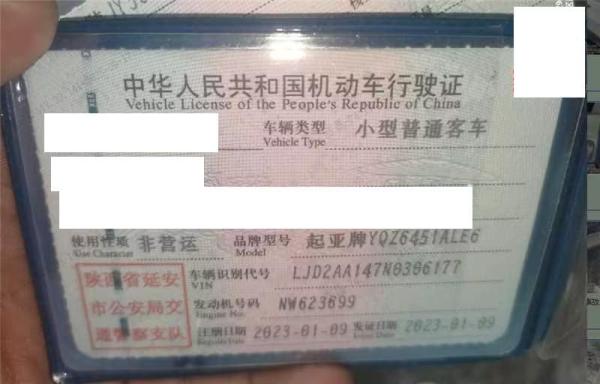 中华人民共和国机动车行驶证
Vehicle License of the People's Republic of China
车辆类型 小型普通客车
Vehicle Type
使用性质 非营运 品牌型号 起亚牌YQZ6451ALE6
Use Character Model
陕西省延安 车辆识别代号 LJD2AA147N0306177
VIN
市公安局交 发动机号码 NW623699
Engine No.
通警察支队 注册日期 2023-01-09 发证日期 2023-01-09
Register Date Issue Date